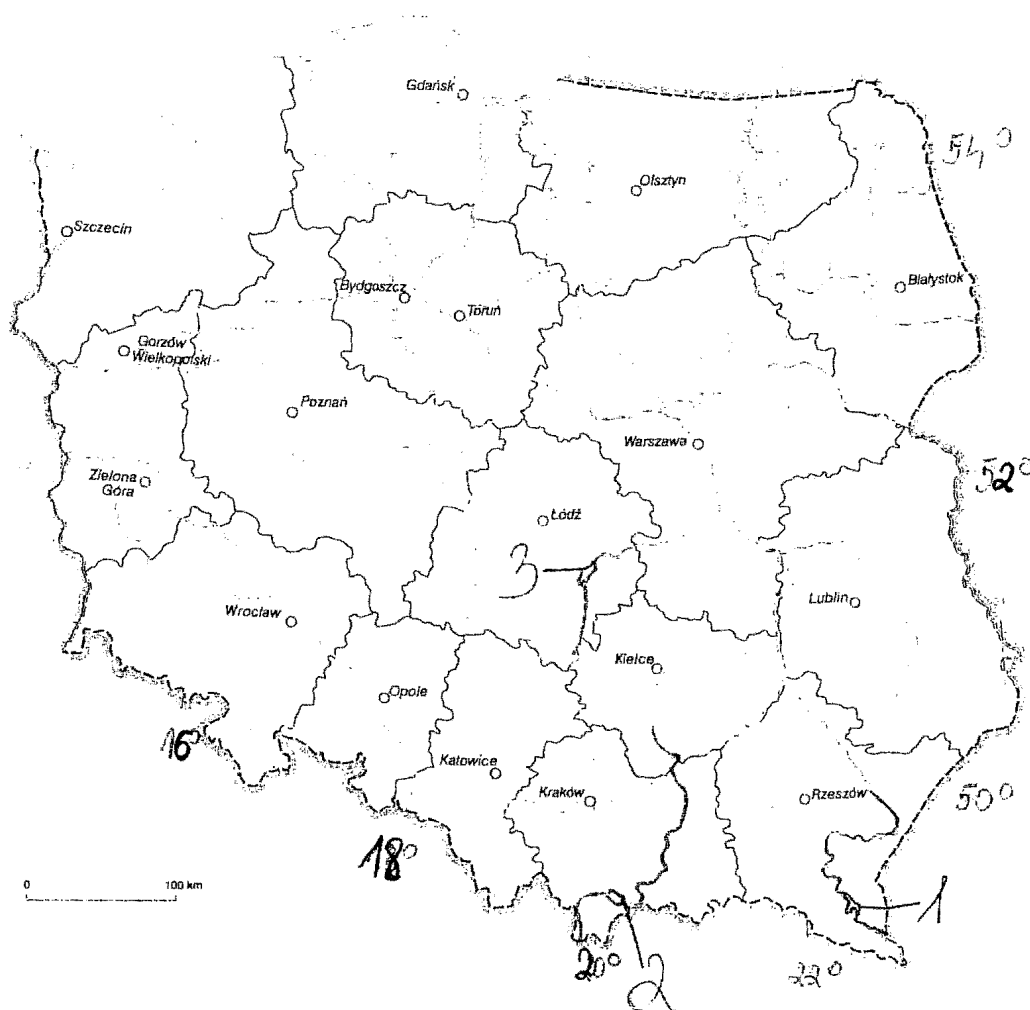 Gdańsk
54°
Olsztyn
Szczecin
Białystok
Bydgoszcz
Toruń
Gorzów
Wielkopolski
Poznań
Warszawa
52°
Zielona
Góra
Łódź
3
Lublin
Wrocław
Kielce
Opole
16°
Katowice
Kraków
Rzeszów
50°
18°
0 100 km
1
20°
22°
2